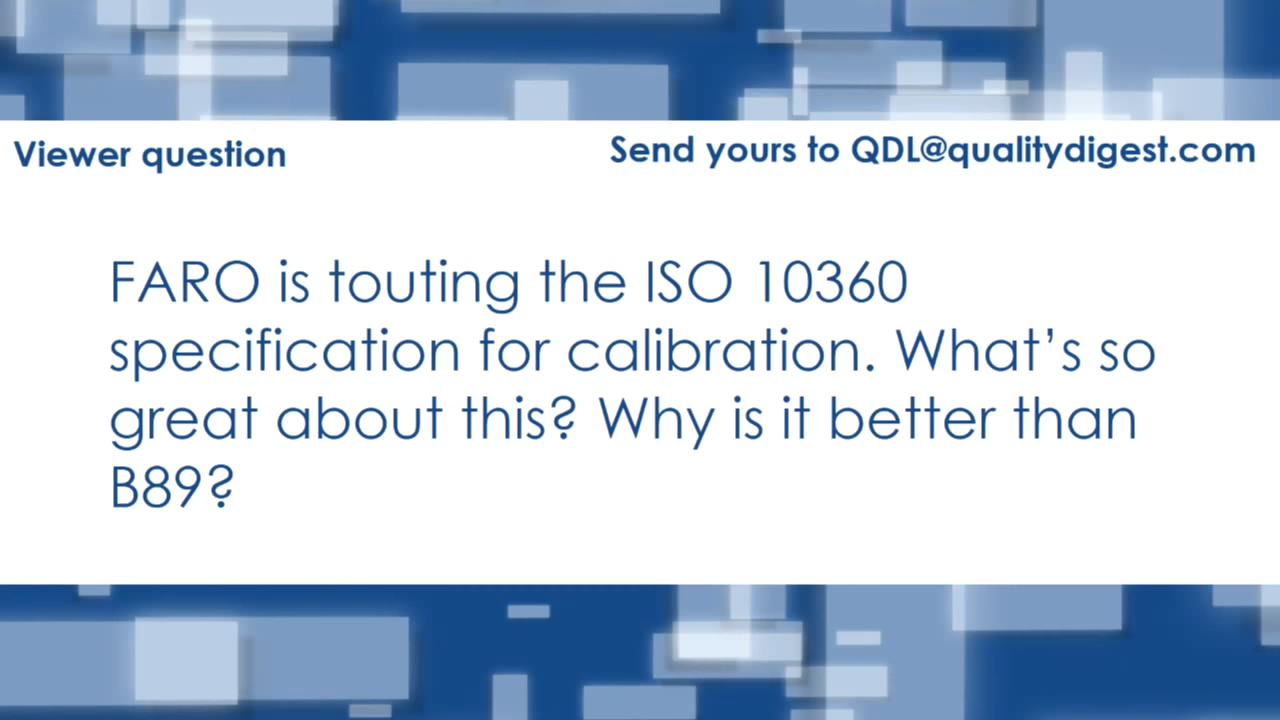 Viewer question
Send yours to QDL@qualitydigest.com
FARO is touting the ISO 10360
specification for calibration. What’s so
great about this? Why is it better than
B89?